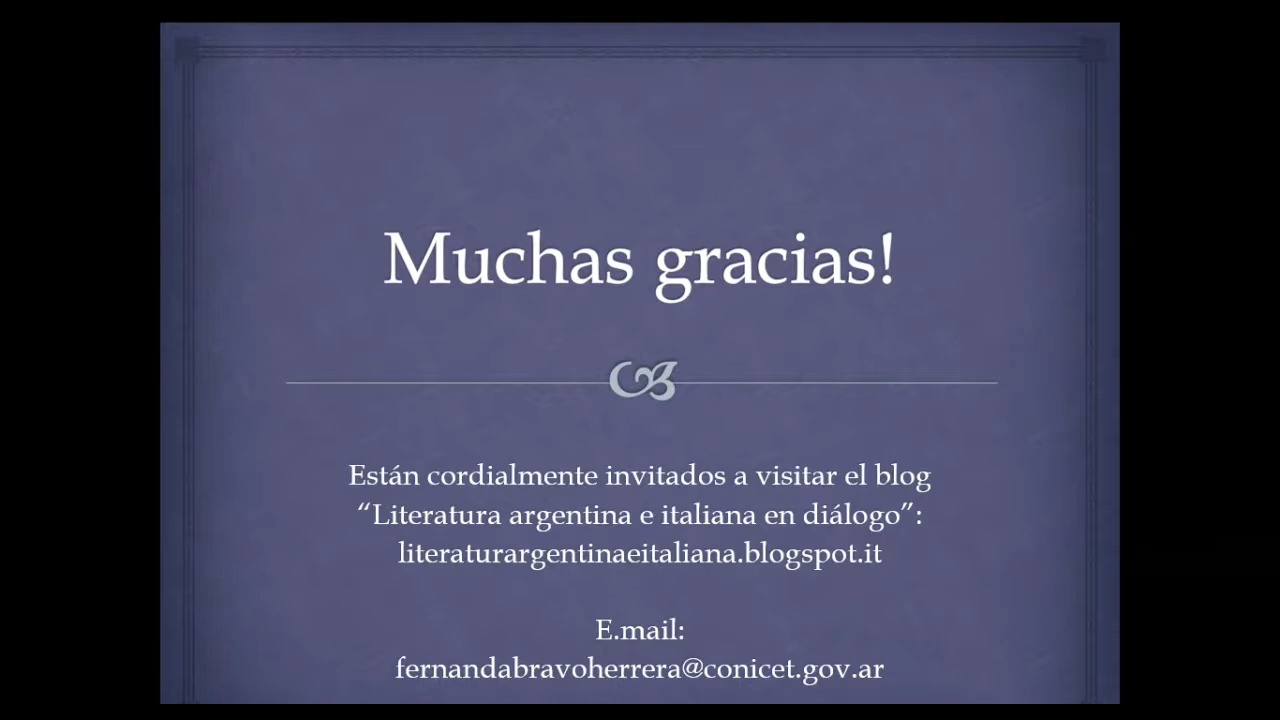 Muchas gracias!
Están cordialmente invitados a visitar el blog
“Literatura argentina e italiana en diálogo”:
literaturargentinaeitaliana.blogspot.it
E.mail:
fernandabravoherrera@conicet.gov.ar